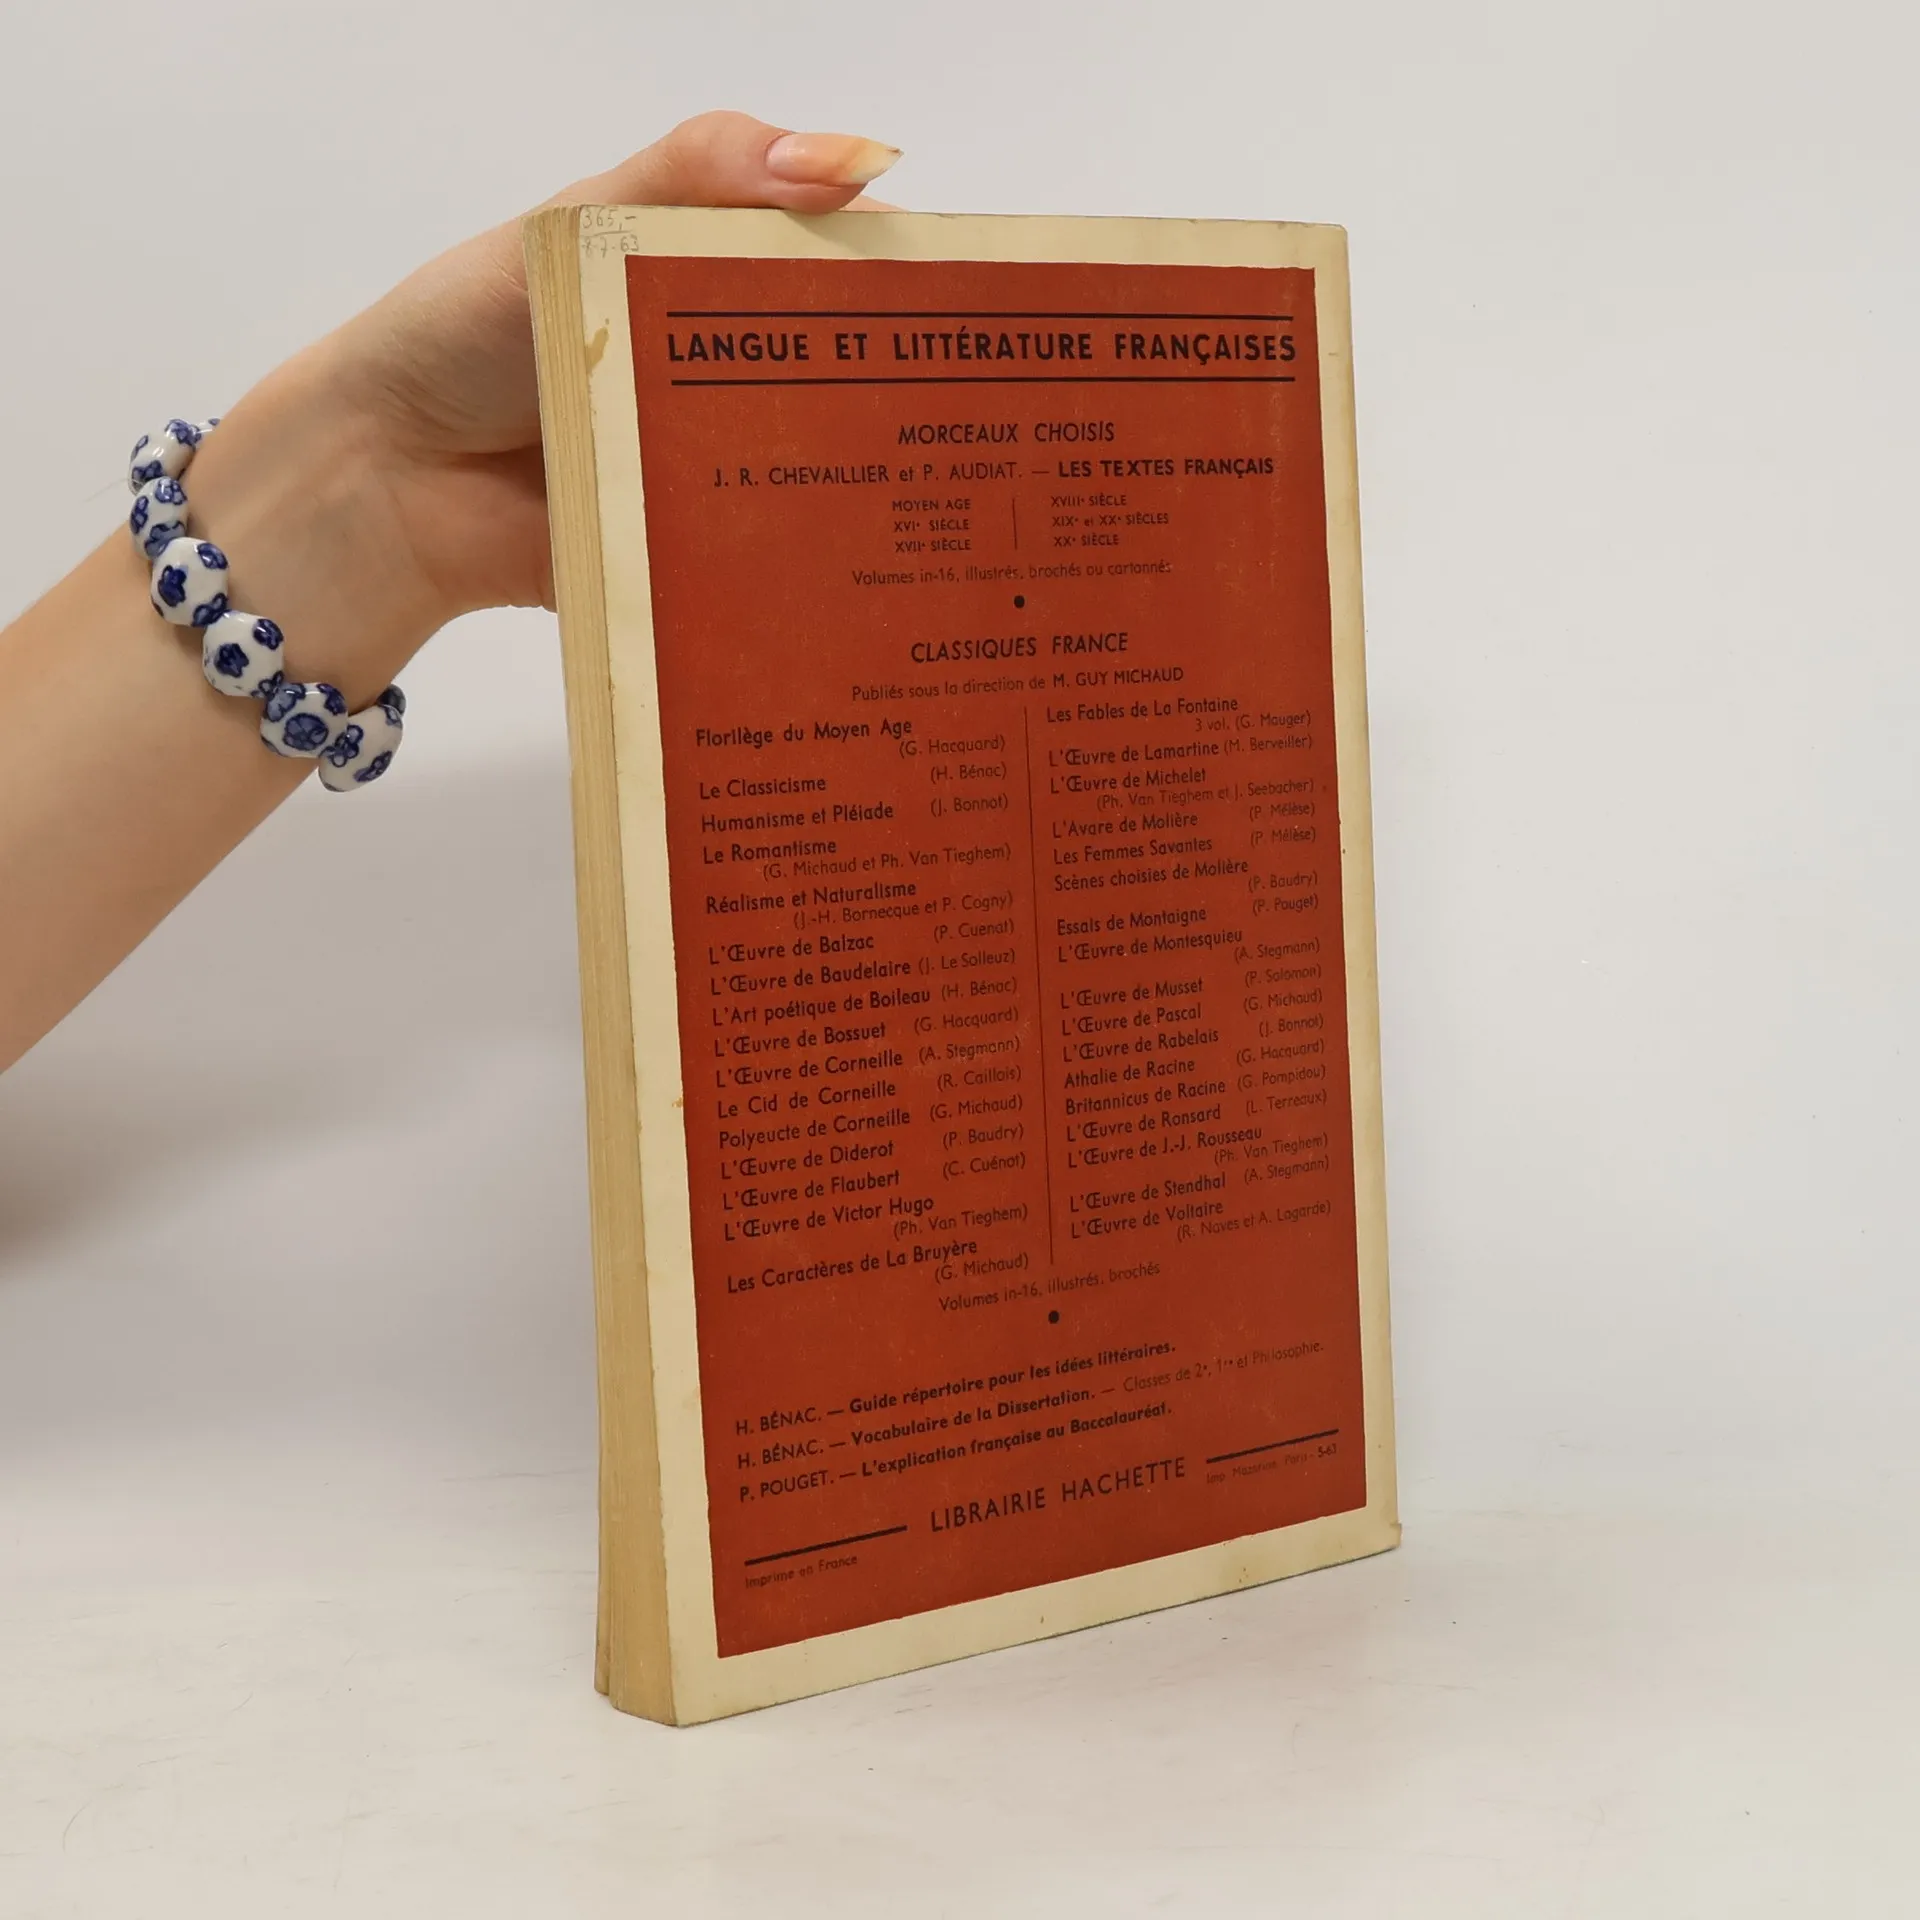 365,-
8-7-63
LANGUE ET LITTÉRATURE FRANÇAISES
MORCEAUX CHOISIS
J. R. CHEVAILLIER et P. AUDIAT. — LES TEXTES FRANÇAIS
MOYEN AGE
XVIᵉ SIÈCLE
XVIIᵉ SIÈCLE
XVIIIᵉ SIÈCLE
XIXᵉ et XXᵉ SIÈCLES
XXᵉ SIÈCLE
Volumes in-16, illustrés, brochés ou cartonnés
CLASSIQUES FRANCE
Publiés sous la direction de M. GUY MICHAUD
Florilège du Moyen Age
(G. Hacquard)
Le Classicisme (H. Bénac)
Humanisme et Pléiade (J. Bonnot)
Le Romantisme
(G. Michaud et Ph. Van Tieghem)
Réalisme et Naturalisme
(J.-H. Bornecque et P. Cogny)
L'Œuvre de Balzac (P. Cuenat)
L'Œuvre de Baudelaire (J. Le Solleuz)
L'Art poétique de Boileau (H. Bénac)
L'Œuvre de Bossuet (G. Hacquard)
L'Œuvre de Corneille (A. Stegmann)
Le Cid de Corneille (R. Caillois)
Polyeucte de Corneille (G. Michaud)
L'Œuvre de Diderot (P. Baudry)
L'Œuvre de Flaubert (C. Cuénot)
L'Œuvre de Victor Hugo
(Ph. Van Tieghem)
Les Caractères de La Bruyère
(G. Michaud)
Les Fables de La Fontaine
3 vol. (G. Mauger)
L'Œuvre de Lamartine (M. Berveiller)
L'Œuvre de Michelet
(Ph. Van Tieghem et J. Seebacher)
L'Avare de Molière (P. Mélèse)
Les Femmes Savantes (P. Mélèse)
Scènes choisies de Molière
(P. Baudry)
Essais de Montaigne (P. Pouget)
L'Œuvre de Montesquieu
(A. Stegmann)
L'Œuvre de Musset (P. Salomon)
L'Œuvre de Pascal (G. Michaud)
L'Œuvre de Rabelais (J. Bonnot)
Athalie de Racine (G. Hacquard)
Britannicus de Racine (G. Pompidou)
L'Œuvre de Ronsard (L. Terreaux)
L'Œuvre de J.-J. Rousseau
(Ph. Van Tieghem)
L'Œuvre de Stendhal (A. Stegmann)
L'Œuvre de Voltaire
(R. Naves et A. Lagarde)
Volumes in-16, illustrés, brochés
H. BÉNAC. — Guide répertoire pour les idées littéraires.
H. BÉNAC. — Vocabulaire de la Dissertation. — Classes de 2ᵉ, 1ʳᵉ et Philosophie.
P. POUGET. — L'explication française au Baccalauréat.
LIBRAIRIE HACHETTE
Imprimé en France
Imp. Mazarine Paris - 5-63